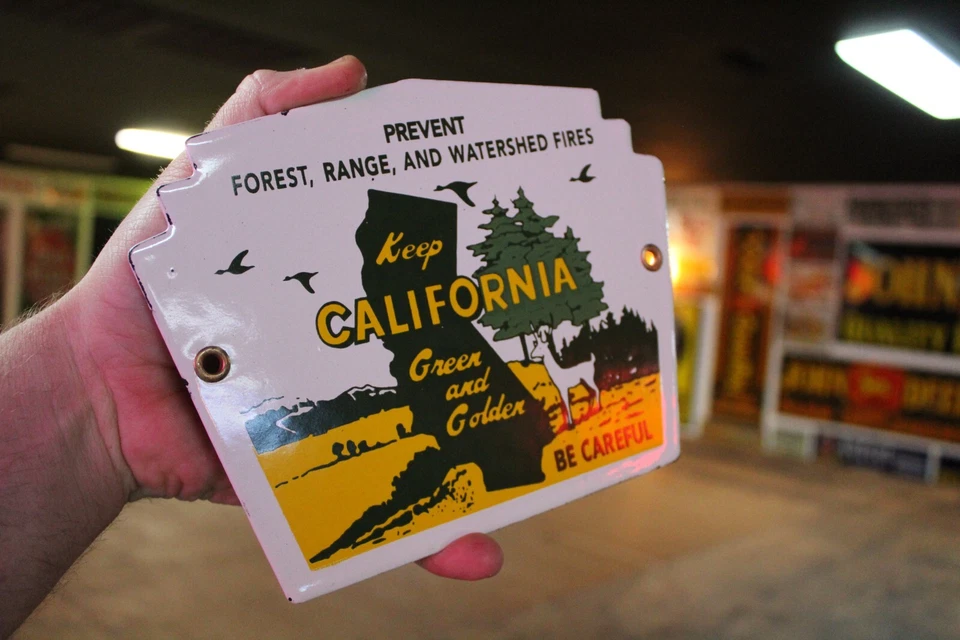 PREVENT
FOREST, RANGE, AND WATERSHED FIRES
Keep
CALIFORNIA
Green
and
Golden
BE CAREFUL